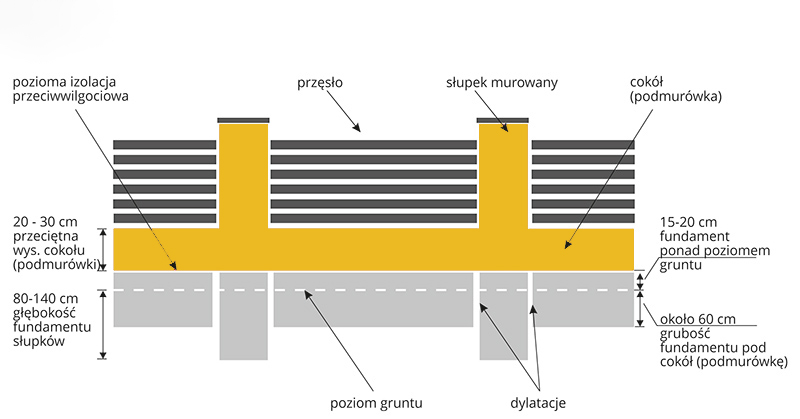 pozioma izolacja
przeciwwilgociowa
przęsło
słupek murowany
cokół
(podmurówka)
20 - 30 cm
przeciętna
wys. cokołu
(podmurówki)
15-20 cm
fundament
ponad poziomem
gruntu
80-140 cm
głębokość
fundamentu
słupków
około 60 cm
grubość
fundamentu pod
cokół (podmurówkę)
poziom gruntu
dylatacje